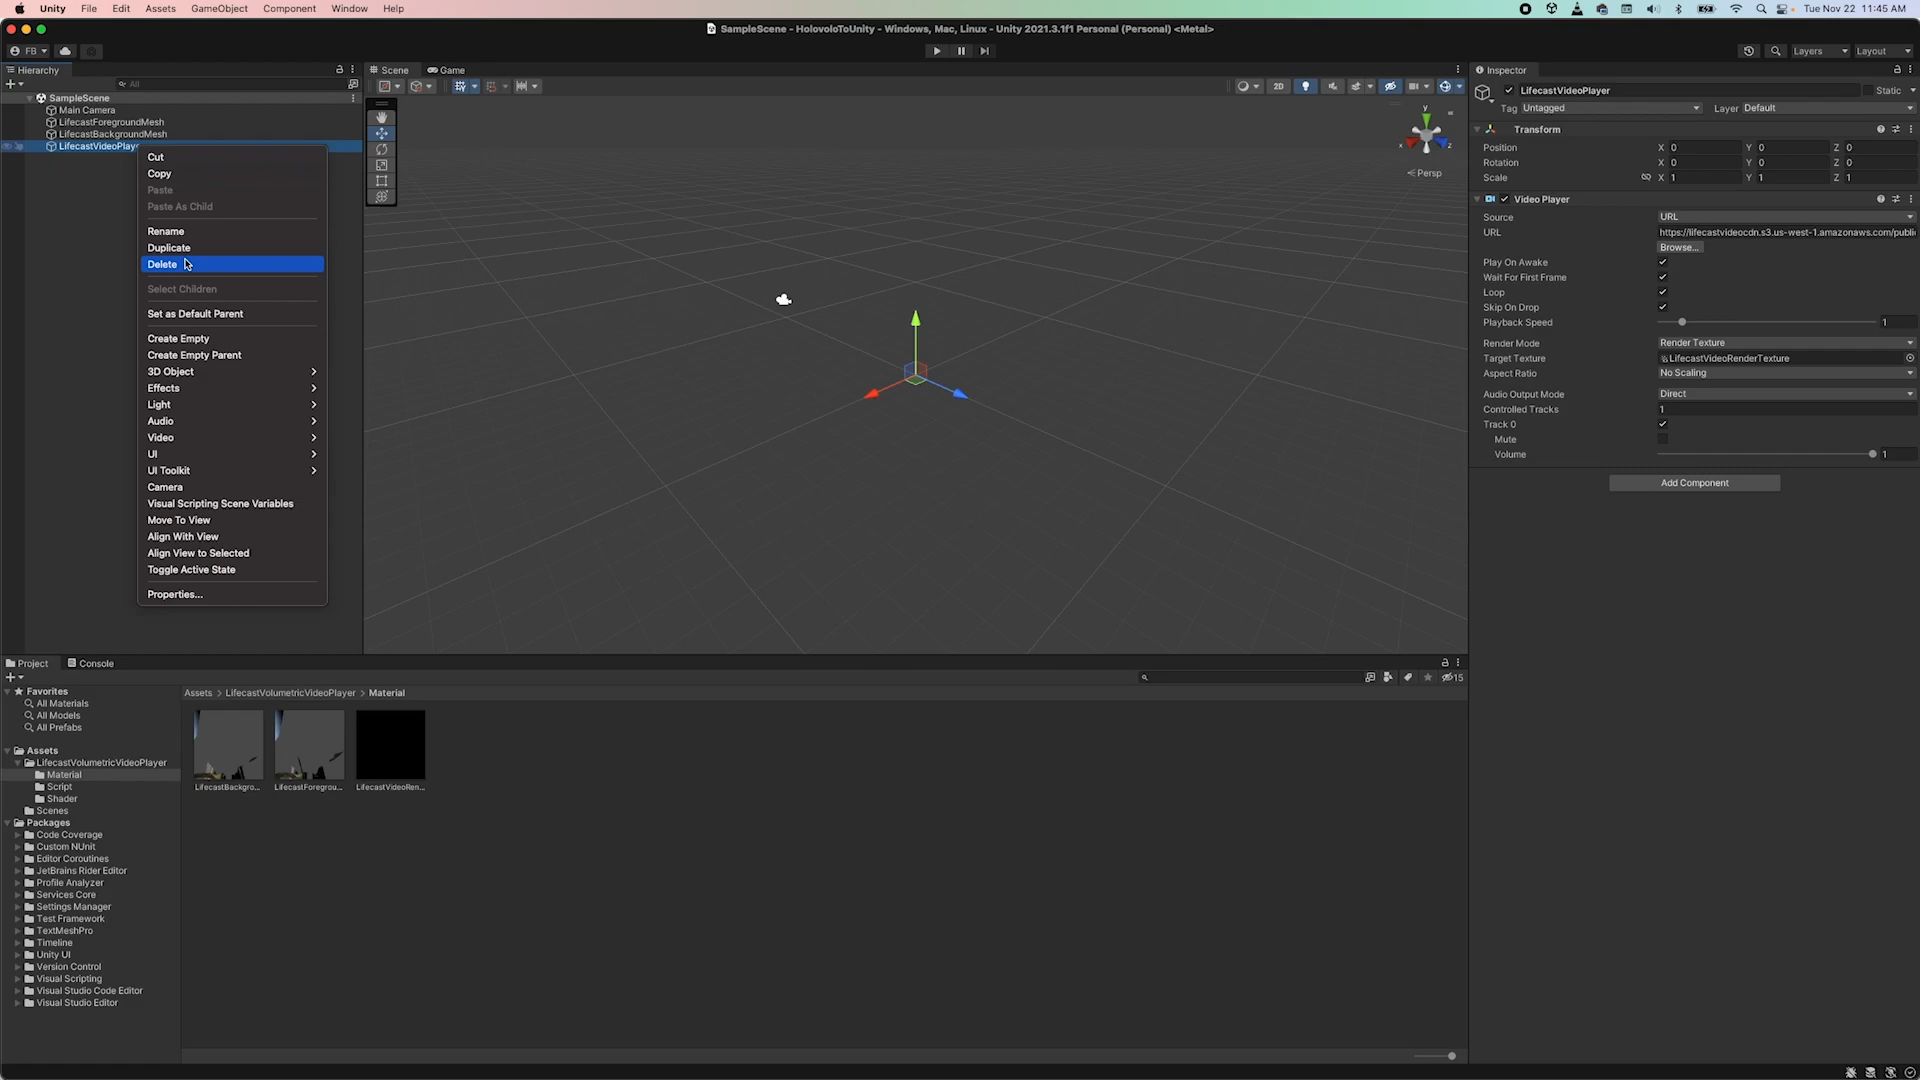 Unity File Edit Assets GameObject Component Window Help Tue Nov 22 11:45 AM
SampleScene - HolovoloToUnity - Windows, Mac, Linux - Unity 2021.3.1f1 Personal (Personal) <Metal>
FB Layers Layout
Hierarchy
All
SampleScene
Main Camera
LifecastForegroundMesh
LifecastBackgroundMesh
LifecastVideoPlaye
Cut
Copy
Paste
Paste As Child
Rename
Duplicate
Delete
Select Children
Set as Default Parent
Create Empty
Create Empty Parent
3D Object
Effects
Light
Audio
Video
UI
UI Toolkit
Camera
Visual Scripting Scene Variables
Move To View
Align With View
Align View to Selected
Toggle Active State
Properties...
Scene Game
2D
y
x z
Persp
Inspector
LifecastVideoPlayer Static
Tag Untagged Layer Default
Transform
Position X 0 Y 0 Z 0
Rotation X 0 Y 0 Z 0
Scale X 1 Y 1 Z 1
Video Player
Source URL
URL https://lifecastvideocdn.s3.us-west-1.amazonaws.com/publi
Browse...
Play On Awake
Wait For First Frame
Loop
Skip On Drop
Playback Speed 1
Render Mode Render Texture
Target Texture LifecastVideoRenderTexture
Aspect Ratio No Scaling
Audio Output Mode Direct
Controlled Tracks 1
Track 0
Mute
Volume 1
Add Component
Project Console
15
Favorites
All Materials
All Models
All Prefabs
Assets
LifecastVolumetricVideoPlayer
Material
Script
Shader
Scenes
Packages
Code Coverage
Custom NUnit
Editor Coroutines
JetBrains Rider Editor
Profile Analyzer
Services Core
Settings Manager
Test Framework
TextMeshPro
Timeline
Unity UI
Version Control
Visual Scripting
Visual Studio Code Editor
Visual Studio Editor
Assets > LifecastVolumetricVideoPlayer > Material
LifecastBackgro... LifecastForegrou... LifecastVideoRen...